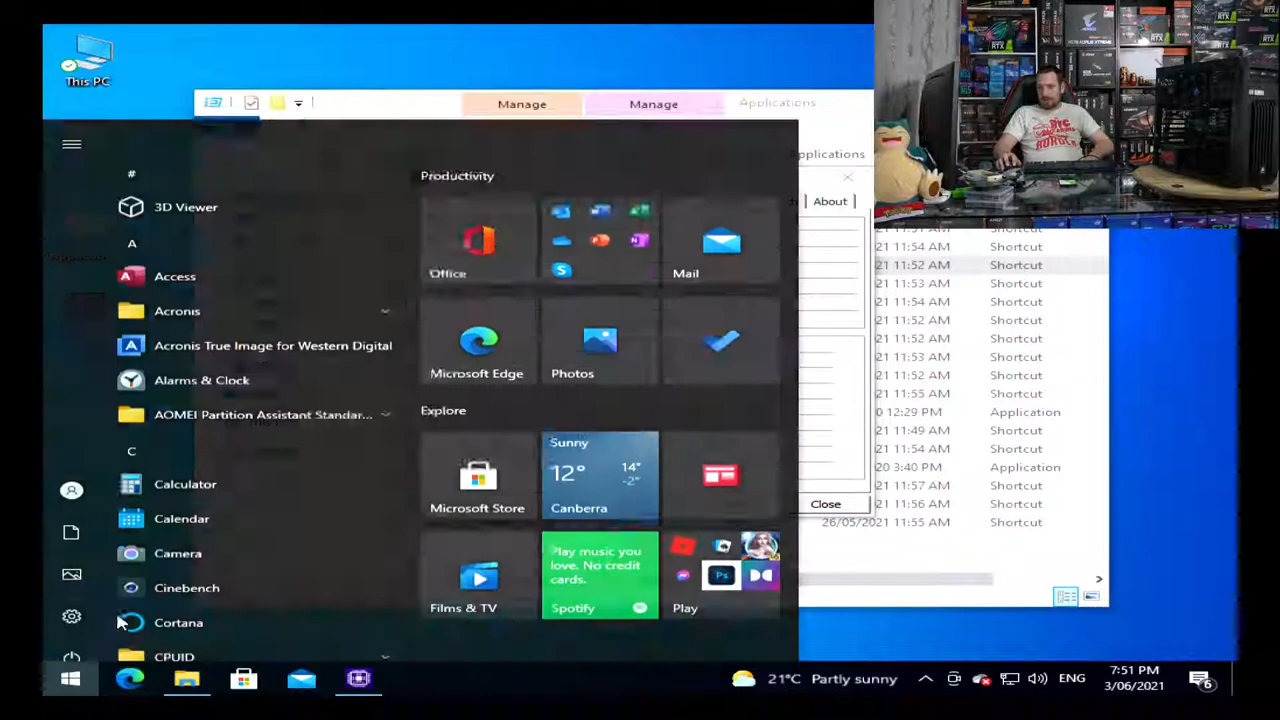 This PC
Manage
Manage
Applications
Applications
About
#
3D Viewer
A
Access
Acronis
Acronis True Image for Western Digital
Alarms & Clock
AOMEI Partition Assistant Standar...
C
Calculator
Calendar
Camera
Cinebench
Cortana
CPUID
Productivity
Office
Mail
Microsoft Edge
Photos
Explore
Microsoft Store
Sunny
12°
14°
-2°
Canberra
Films & TV
Play music you
love. No credit
cards.
Spotify
Play
21 11:54 AM Shortcut
21 11:52 AM Shortcut
21 11:53 AM Shortcut
21 11:54 AM Shortcut
21 11:52 AM Shortcut
21 11:52 AM Shortcut
21 11:53 AM Shortcut
21 11:52 AM Shortcut
21 11:55 AM Shortcut
0 12:29 PM Application
21 11:49 AM Shortcut
21 11:54 AM Shortcut
20 3:40 PM Application
21 11:57 AM Shortcut
21 11:56 AM Shortcut
26/05/2021 11:55 AM Shortcut
Close
21°C Partly sunny
ENG
7:51 PM
3/06/2021
6